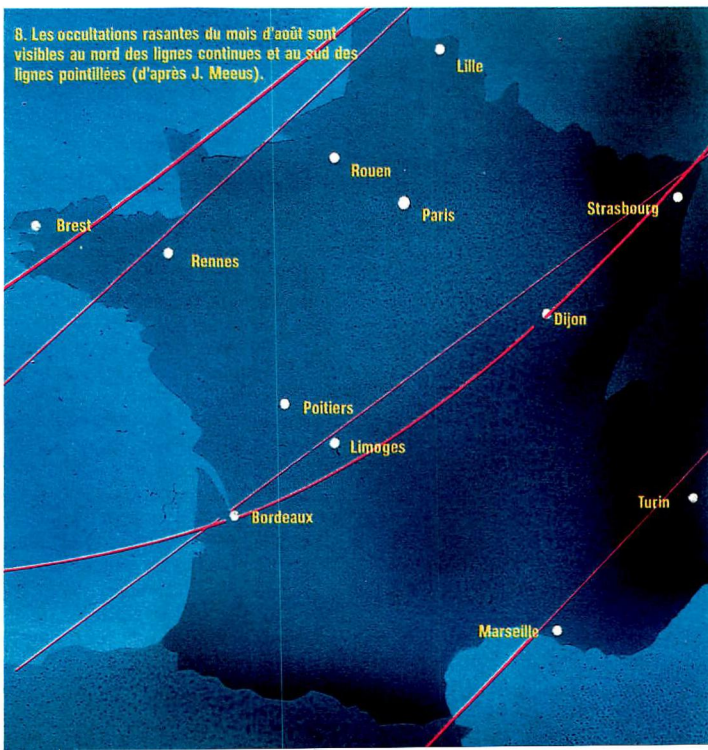 8. Les occultations rasantes du mois d'août sont
visibles au nord des lignes continues et au sud des
lignes pointillées (d'après J. Meeus).
Lille
Rouen
Paris
Strasbourg
Brest
Rennes
Dijon
Poitiers
Limoges
Turin
Bordeaux
Marseille